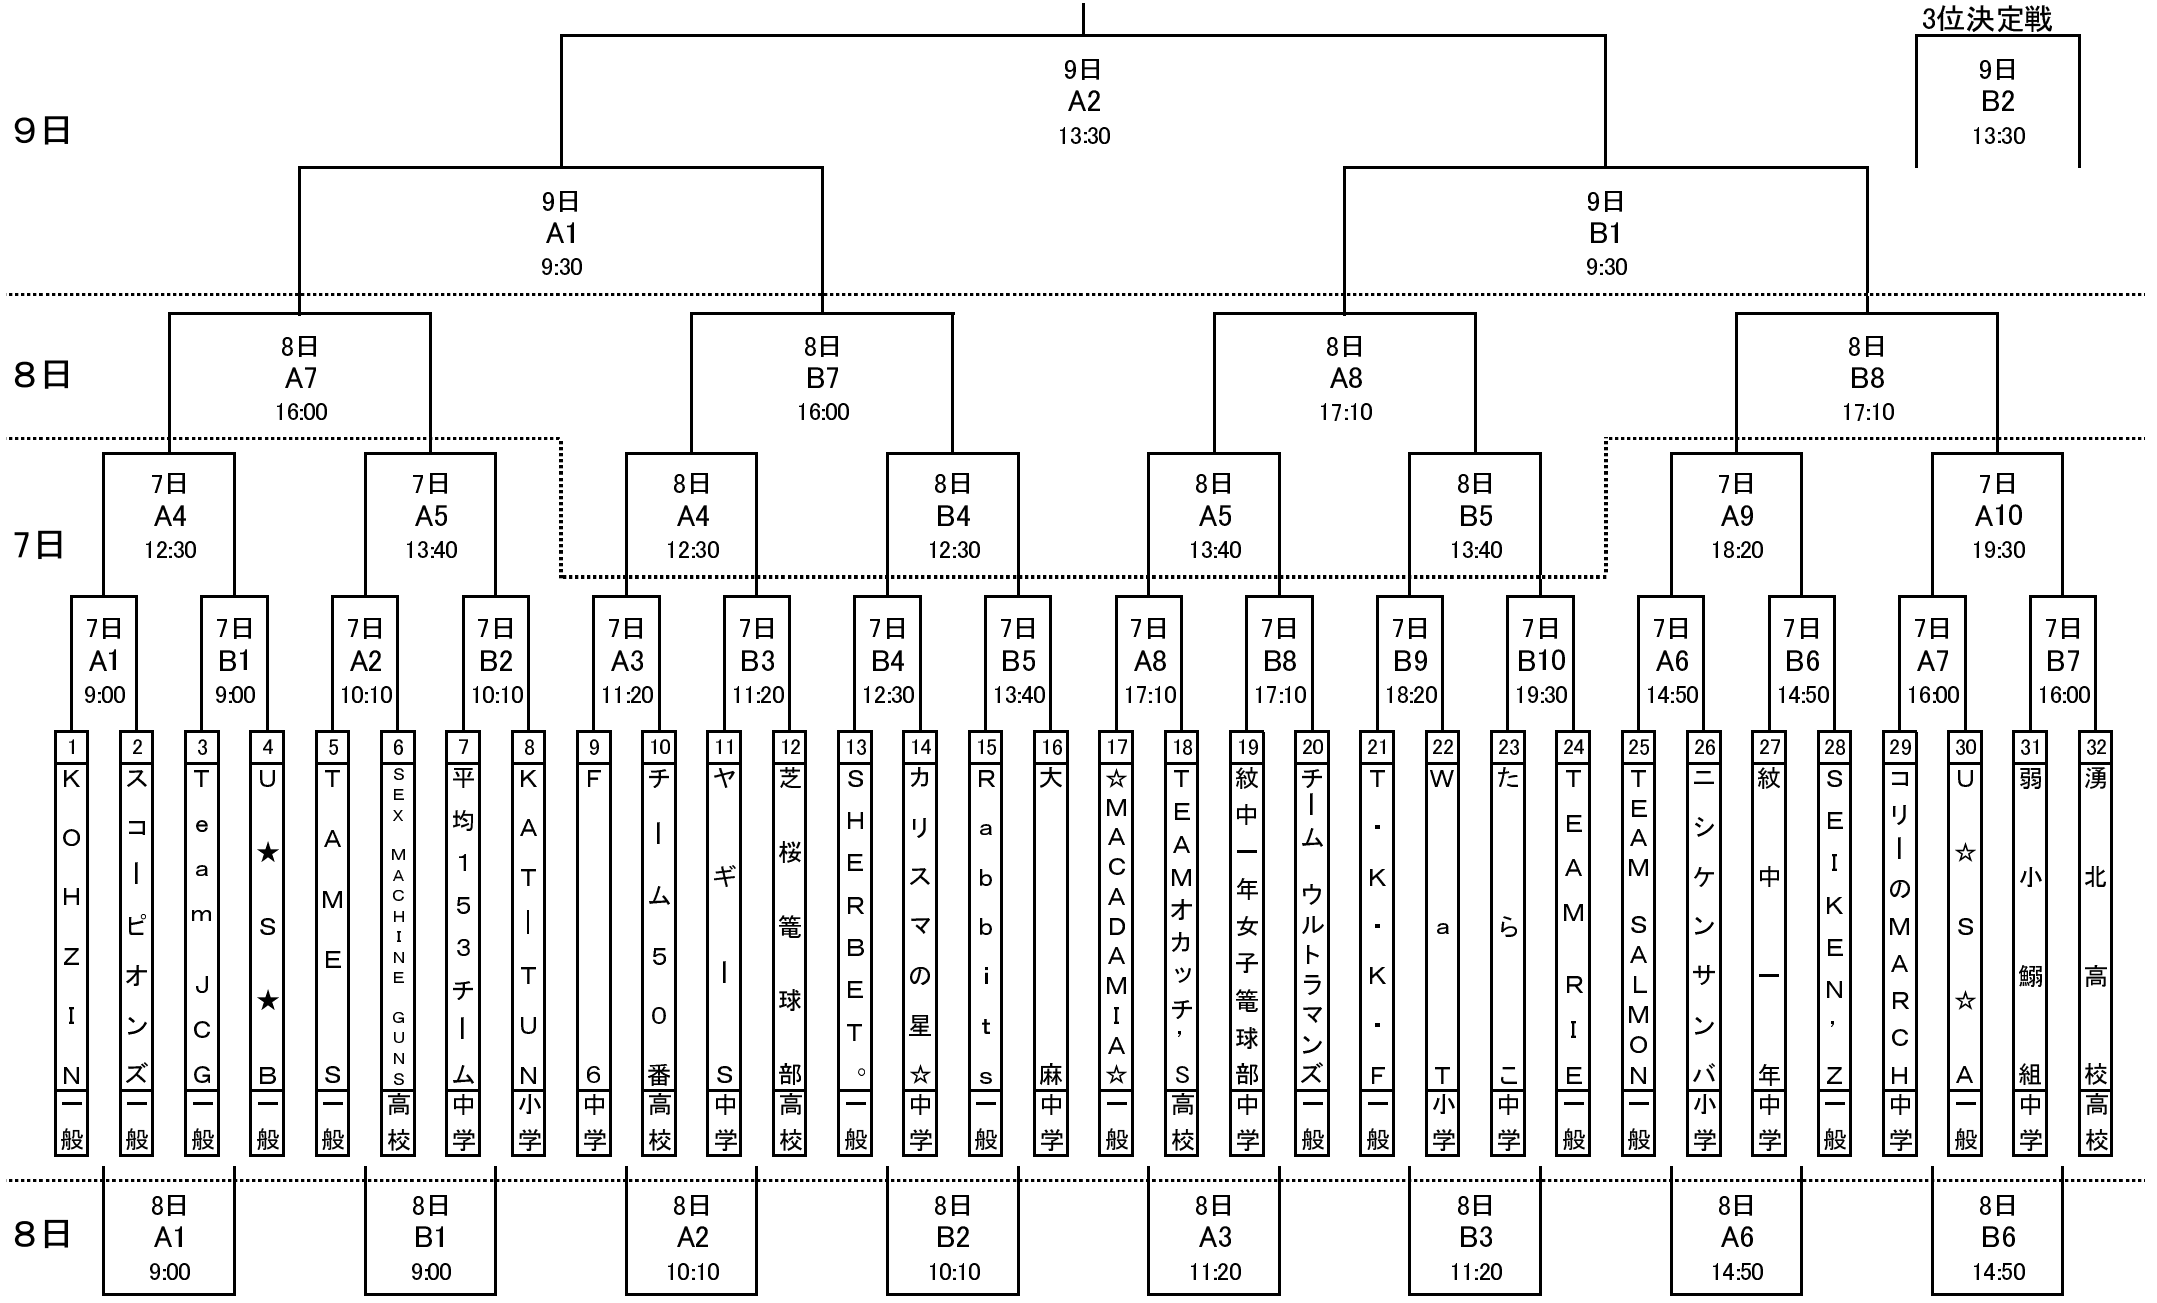 3位決定戦
9日 9日
A2 B2
13:30 13:30
9日
9日 9日
A1 B1
9:30 9:30
8日 8日 8日 8日
8日
A7 B7 A8 B8
16:00 16:00 17:10 17:10
7日 7日 8日 8日 8日 8日 7日 7日
A4 A5 A4 B4 A5 B5 A9 A10
7日
12:30 13:40 12:30 12:30 13:40 13:40 18:20 19:30
7日 7日 7日 7日 7日 7日 7日 7日 7日 7日 7日 7日 7日 7日 7日 7日
A1 B1 A2 B2 A3 B3 B4 B5 A8 B8 B9 B10 A6 B6 A7 B7
9:00 9:00 10:10 10:10 11:20 11:20 12:30 13:40 17:10 17:10 18:20 19:30 14:50 14:50 16:00 16:00
1 KOHZIN 一般
2 スコーピオンズ 一般
3 Team JCG 一般
4 U★S★B 一般
5 TAMES 一般
6 SEX MACHINE GUNS 高校
7 平均153チーム 中学
8 KAT―TUN 小学
9 F6 中学
10 チーム50番 高校
11 ヤギーS 中学
12 芝桜篭球部 高校
13 SHERBET。 一般
14 カリスマの星☆ 中学
15 Rabbits 一般
16 大麻 中学
17 ☆MACADAMIA☆ 一般
18 TEAMオカッチ’S 高校
19 紋中一年女子篭球部 中学
20 チーム ウルトラマンズ 一般
21 T・K・K・F 一般
22 WaT 小学
23 たらこ 中学
24 TEAM RIE 一般
25 TEAM SALMON 一般
26 ニシケンサンバ 小学
27 紋中一年 中学
28 SEIKEN’Z 一般
29 コリーのMARCH 中学
30 U☆S☆A 一般
31 弱小鰯組 中学
32 湧北高校 高校
8日 8日 8日 8日 8日 8日 8日 8日
8日
A1 B1 A2 B2 A3 B3 A6 B6
9:00 9:00 10:10 10:10 11:20 11:20 14:50 14:50